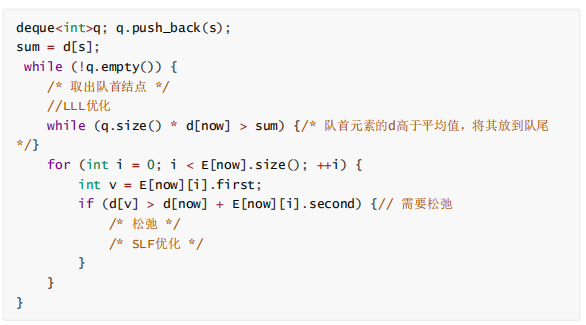 deque<int>q; q.push_back(s);
sum = d[s];
 while (!q.empty()) {
    /* 取出队首结点 */
    //LLL优化
    while (q.size() * d[now] > sum) {/* 队首元素的d高于平均值，将其放到队尾
*/}
    for (int i = 0; i < E[now].size(); ++i) {
        int v = E[now][i].first;
        if (d[v] > d[now] + E[now][i].second) {// 需要松弛
            /* 松弛 */
            /* SLF优化 */
        }
    }
}